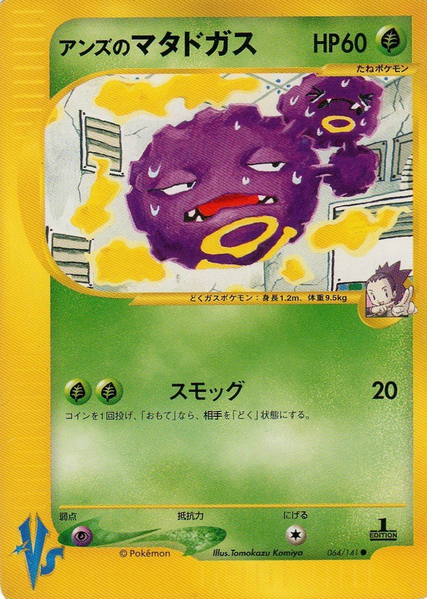 アンズのマタドガス HP60
たねポケモン
どくガスポケモン：身長1.2m、体重9.5kg
スモッグ 20
コインを1回投げ、「おもて」なら、相手を「どく」状態にする。
弱点 抵抗力 にげる
VS
© Pokémon Illus.Tomokazu Komiya 064/141 ●
1
EDITION